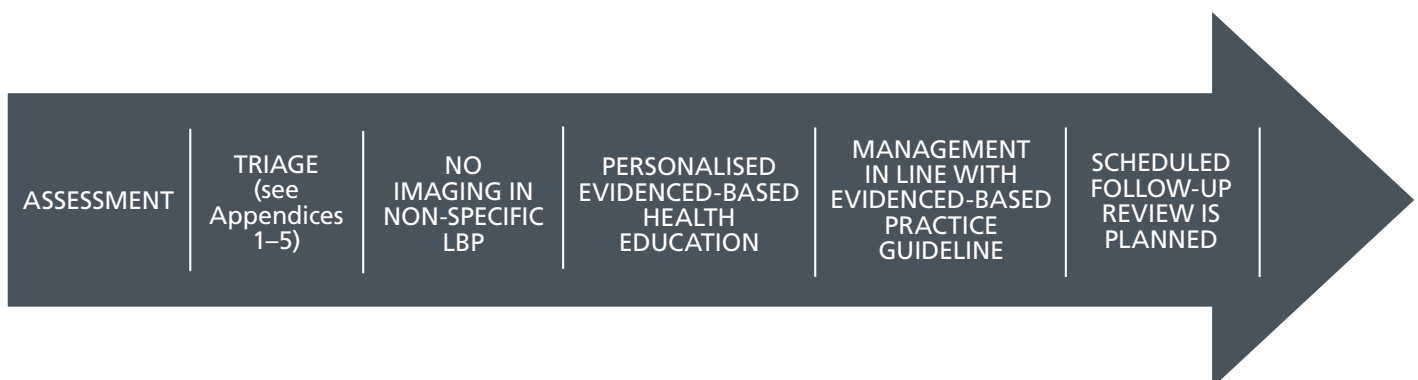 ASSESSMENT
TRIAGE
(see
Appendices
1–5)
NO
IMAGING IN
NON-SPECIFIC
LBP
PERSONALISED
EVIDENCED-BASED
HEALTH
EDUCATION
MANAGEMENT
IN LINE WITH
EVIDENCED-BASED
PRACTICE
GUIDELINE
SCHEDULED
FOLLOW-UP
REVIEW IS
PLANNED